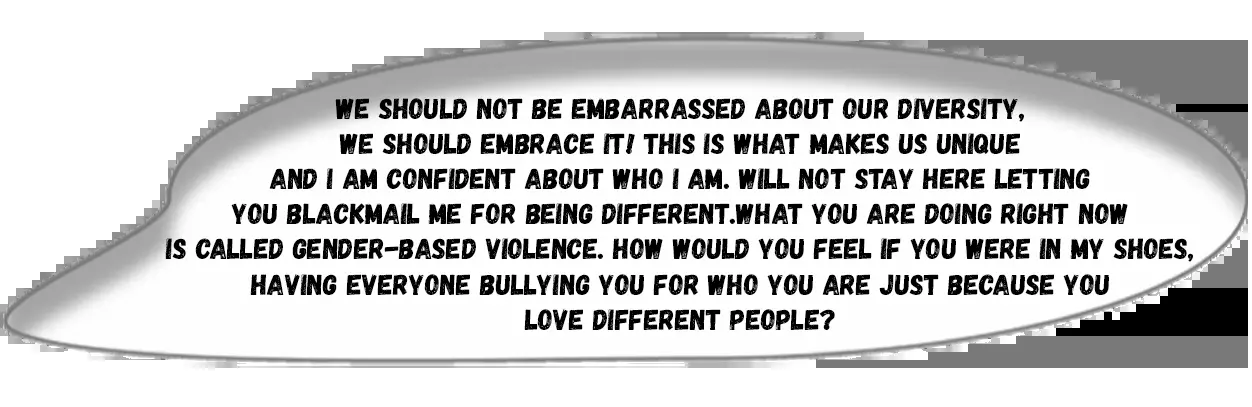 WE SHOULD NOT BE EMBARRASSED ABOUT OUR DIVERSITY,
WE SHOULD EMBRACE IT! THIS IS WHAT MAKES US UNIQUE
AND I AM CONFIDENT ABOUT WHO I AM. WILL NOT STAY HERE LETTING
YOU BLACKMAIL ME FOR BEING DIFFERENT.WHAT YOU ARE DOING RIGHT NOW
IS CALLED GENDER-BASED VIOLENCE. HOW WOULD YOU FEEL IF YOU WERE IN MY SHOES,
HAVING EVERYONE BULLYING YOU FOR WHO YOU ARE JUST BECAUSE YOU
LOVE DIFFERENT PEOPLE?